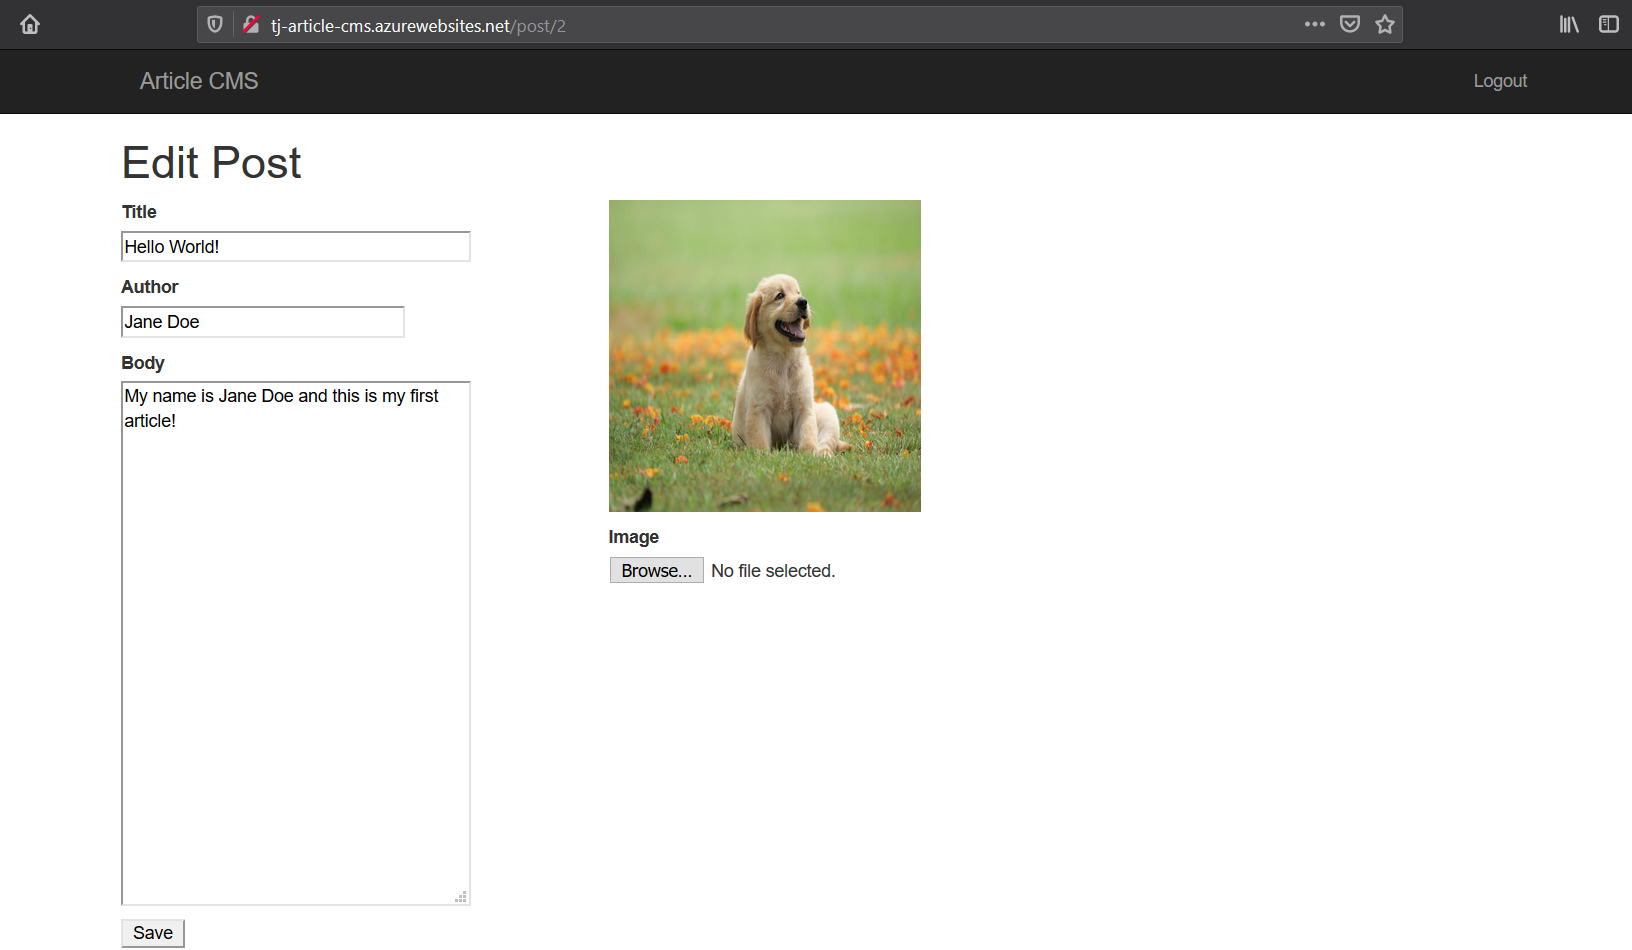 tj-article-cms.azurewebsites.net/post/2
Article CMS
Logout
Edit Post
Title
Hello World!
Author
Jane Doe
Body
My name is Jane Doe and this is my first
article!
Image
Browse... No file selected.
Save